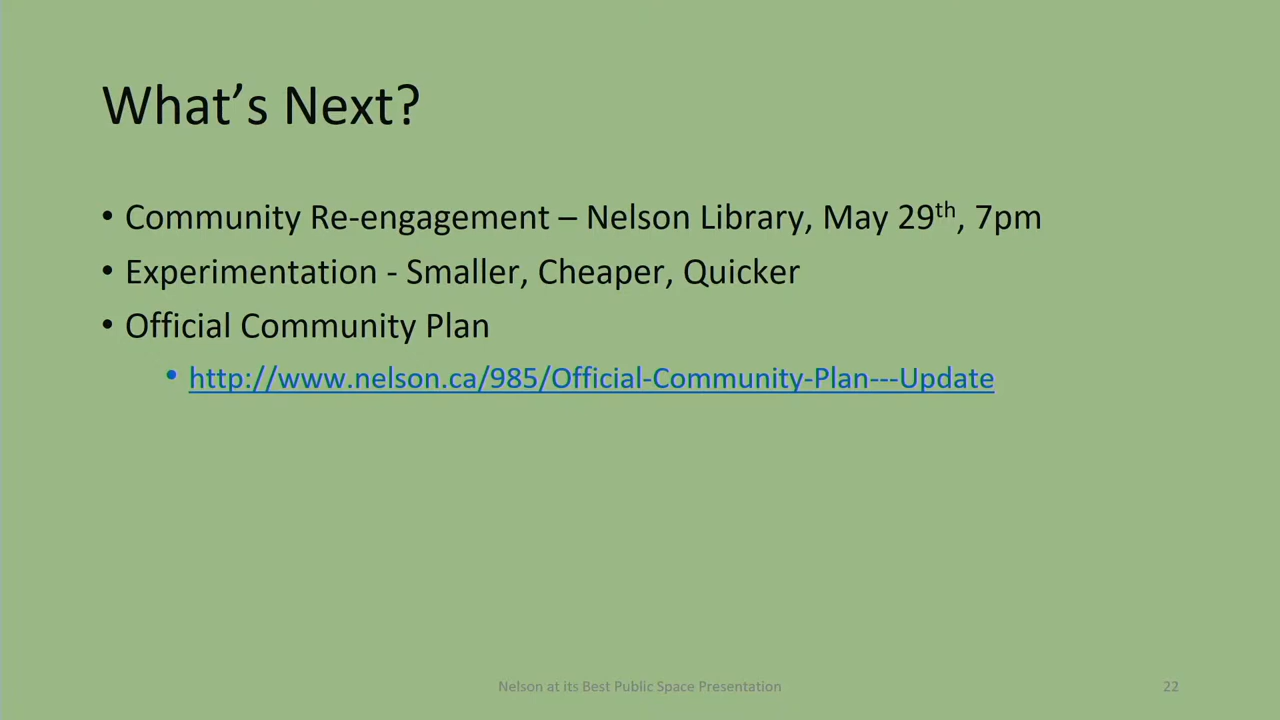 What’s Next?
• Community Re-engagement – Nelson Library, May 29th, 7pm
• Experimentation - Smaller, Cheaper, Quicker
• Official Community Plan
• http://www.nelson.ca/985/Official-Community-Plan---Update
Nelson at its Best Public Space Presentation 22